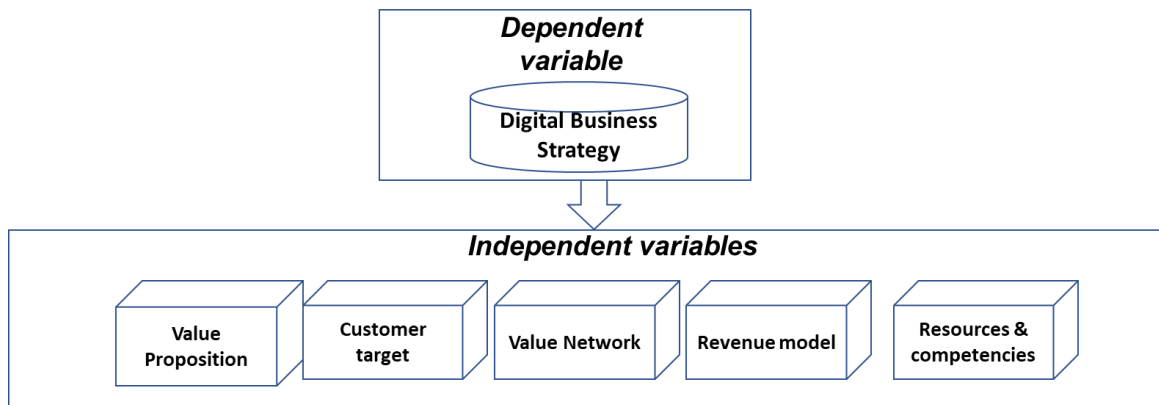 Dependent
variable
Digital Business
Strategy
Independent variables
Value
Proposition
Customer
target
Value Network
Revenue model
Resources &
competencies